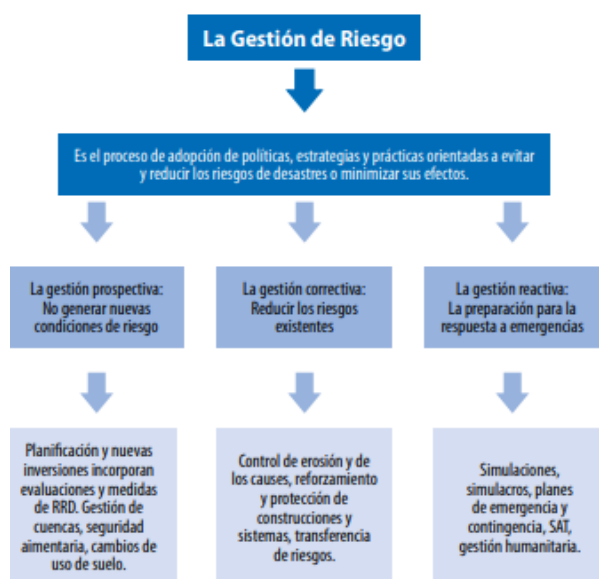 La Gestión de Riesgo
Es el proceso de adopción de políticas, estrategias y prácticas orientadas a evitar
y reducir los riesgos de desastres o minimizar sus efectos.
La gestión prospectiva:
No generar nuevas
condiciones de riesgo
La gestión correctiva:
Reducir los riesgos
existentes
La gestión reactiva:
La preparación para la
respuesta a emergencias
Planificación y nuevas
inversiones incorporan
evaluaciones y medidas
de RRD. Gestión de
cuencas, seguridad
aimentaria, cambios de
uso de suelo.
Control de erosión y de
los causes, reforzamiento
y protección de
construcciones y
sistemas, transferencia
de riesgos.
Simulaciones,
simulacros, planes
de emergencia y
contingencia, SAT,
gestión humanitaria.